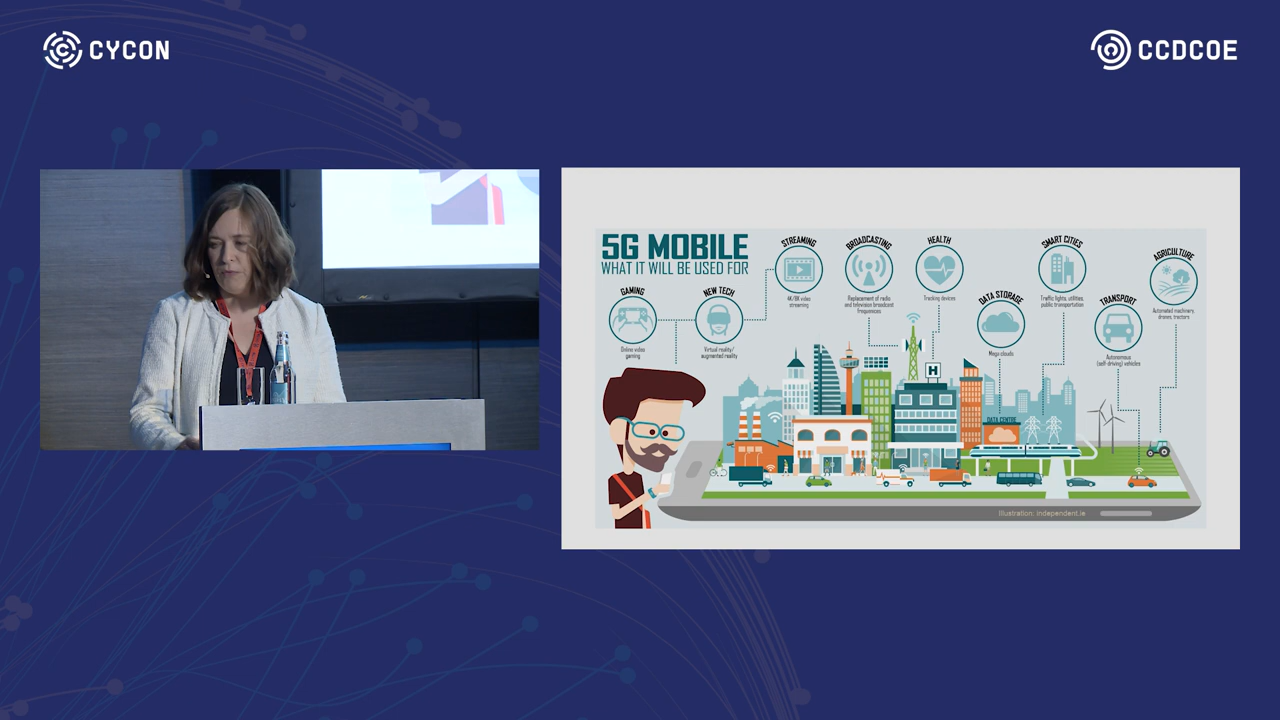 CYCON
CCDCOE
5G MOBILE
WHAT IT WILL BE USED FOR
GAMING
Online video
gaming
NEW TECH
Virtual reality/
augmented reality
STREAMING
4K/8K video
streaming
BROADCASTING
Replacement of radio
and television broadcast
frequencies
HEALTH
Tracking devices
DATA STORAGE
Mega clouds
SMART CITIES
Traffic lights, utilities,
public transportation
TRANSPORT
Autonomous
(self-driving) vehicles
AGRICULTURE
Automated machinery,
drones, tractors
H
DATA CENTRE
Illustration: independent.ie